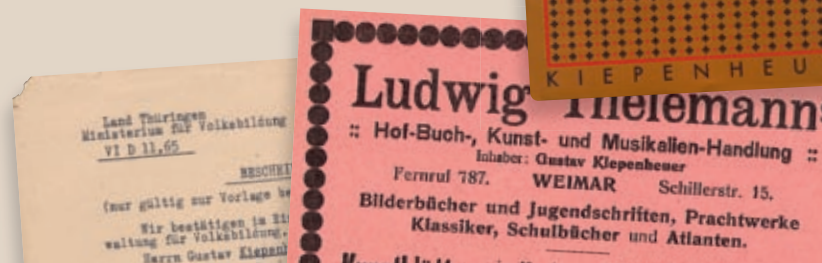 Land Thüringen
Ministerium für Volksbildung
VI D 11,65
(nur gültig zur Vorlage
Wir bestätigen im
waltung für Volksbildung,
Herrn Gustav
KIEPENHEU
Ludwig Thelemann
:: Hof-Buch-, Kunst- und Musikalien-Handlung ::
Inhaber: Gustav Kiepenheuer
Fernruf 787. WEIMAR Schillerstr. 15.
Bilderbücher und Jugendschriften, Prachtwerke
Klassiker, Schulbücher und Atlanten.